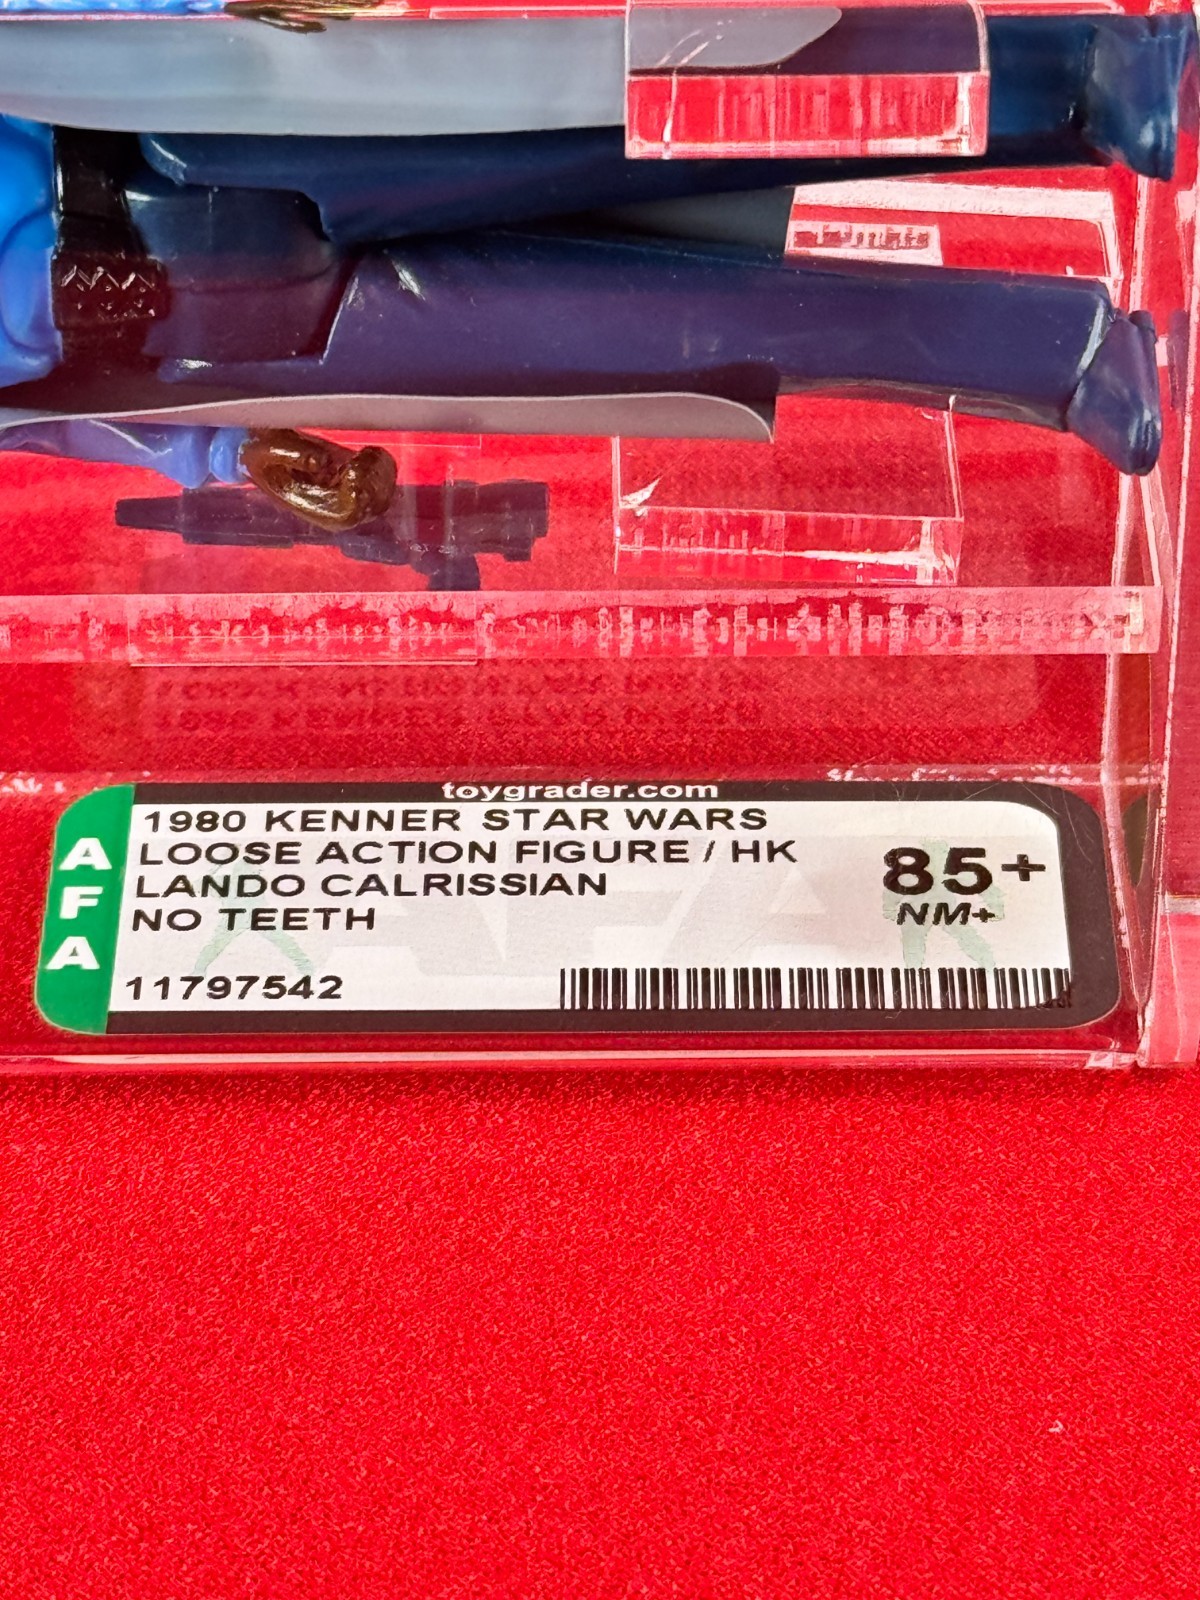 toygrader.com
1980 KENNER STAR WARS
LOOSE ACTION FIGURE / HK
LANDO CALRISSIAN
NO TEETH
85+
NM+
11797542
AFA